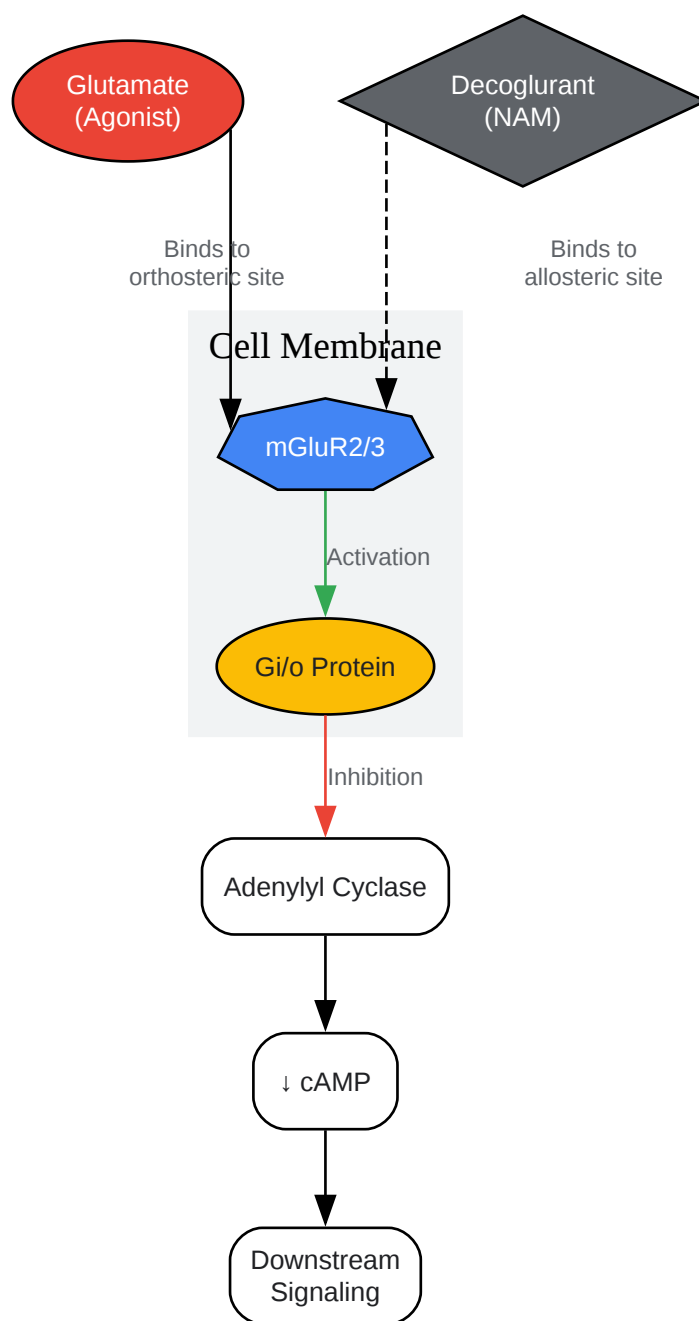 Glutamate
(Agonist)
Decoglurant
(NAM)
Binds to
orthosteric site
Binds to
allosteric site
Cell Membrane
mGluR2/3
Activation
Gi/o Protein
Inhibition
Adenylyl Cyclase
↓ cAMP
Downstream
Signaling